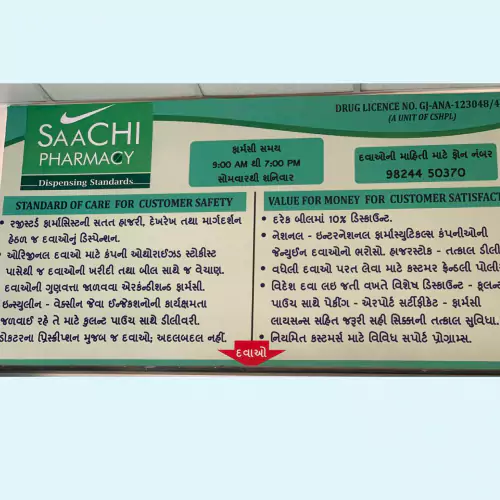 SAACHI
PHARMACY
Dispensing Standards
DRUG LICENCE NO. GJ-ANA-123048/4
(A UNIT OF CSHPL)
ફાર્મસી સમય
9:00 AM થી 7:00 PM
સોમવારથી શનિવાર
દવાઓની માહિતી માટે ફોન નંબર
98244 50370
STANDARD OF CARE FOR CUSTOMER SAFETY
• રજીસ્ટર્ડ ફાર્માસિસ્ટની સતત હાજરી, દેખરેખ તથા માર્ગદર્શન
હેઠળ જ દવાઓનું ડિસ્પેન્શન.
• ઓરિજીનલ દવાઓ માટે કંપની ઓથોરાઇઝડ સ્ટોકીસ્ટ
પાસેથી જ દવાઓની ખરીદી તથા બીલ સાથે જ વેચાણ.
દવાઓની ગુણવત્તા જાળવવા એરકન્ડીશન્ડ ફાર્મસી.
ઇન્સ્યુલીન - વેક્સીન જેવા ઇન્જેકશનોની કાર્યક્ષમતા
જળવાઈ રહે તે માટે કુલન્ટ પાઉચ સાથે ડીલીવરી.
ડોકટરના પ્રિસ્ક્રીપ્શન મુજબ જ દવાઓ; અદલબદલ નહીં.
VALUE FOR MONEY FOR CUSTOMER SATISFACT
• દરેક બીલમાં 10% ડિસ્કાઉન્ટ.
• નેશનલ - ઇન્ટરનેશનલ ફાર્માસ્યુટિકલ્સ કંપનીઓની
જેન્યુઈન દવાઓનો ભરોસો. હાજરસ્ટોક - તત્કાલ ડીલી
• વધેલી દવાઓ પરત લેવા માટે કસ્ટમર ફ્રેન્ડલી પોલી
• વિદેશ દવા લઇ જતી વખતે વિશેષ ડિસ્કાઉન્ટ - કુલન્
પાઉચ સાથે પેકીંગ - એરપોર્ટ સર્ટીફીકેટ - ફાર્મસી
લાયસન્સ સહિત જરૂરી સહી સિક્કાની તત્કાલ સુવિધા.
• નિયમિત કસ્ટમર્સ માટે વિવિધ સપોર્ટ પ્રોગ્રામ્સ.
દવાઓ